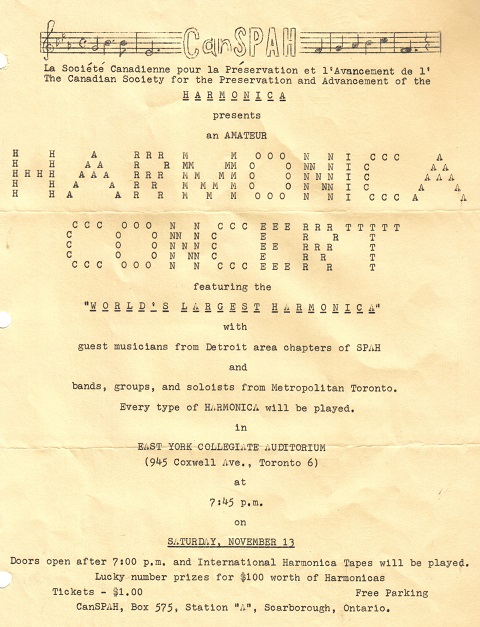 CanSPAH
La Société Canadienne pour la Préservation et l'Avancement de l'
The Canadian Society for the Preservation and Advancement of the
HARMONICA
presents
an AMATEUR
HARMONICA
CONCERT
featuring the
"WORLD'S LARGEST HARMONICA"
with
guest musicians from Detroit area chapters of SPAH
and
bands, groups, and soloists from Metropolitan Toronto.
Every type of HARMONICA will be played.
in
EAST YORK COLLEGIATE AUDITORIUM
(945 Coxwell Ave., Toronto 6)
at
7:45 p.m.
on
SATURDAY, NOVEMBER 13
Doors open after 7:00 p.m. and International Harmonica Tapes will be played.
Lucky number prizes for $100 worth of Harmonicas
Tickets - $1.00 Free Parking
CanSPAH, Box 575, Station "A", Scarborough, Ontario.